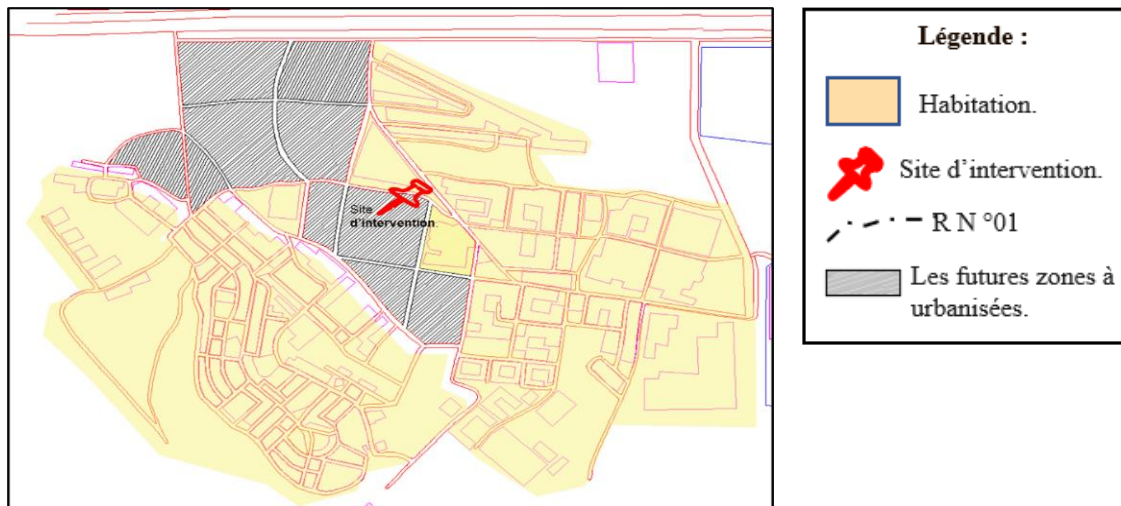 Site
d'intervention.
Légende :
Habitation.
Site d'intervention.
R N °01
Les futures zones à
urbanisées.